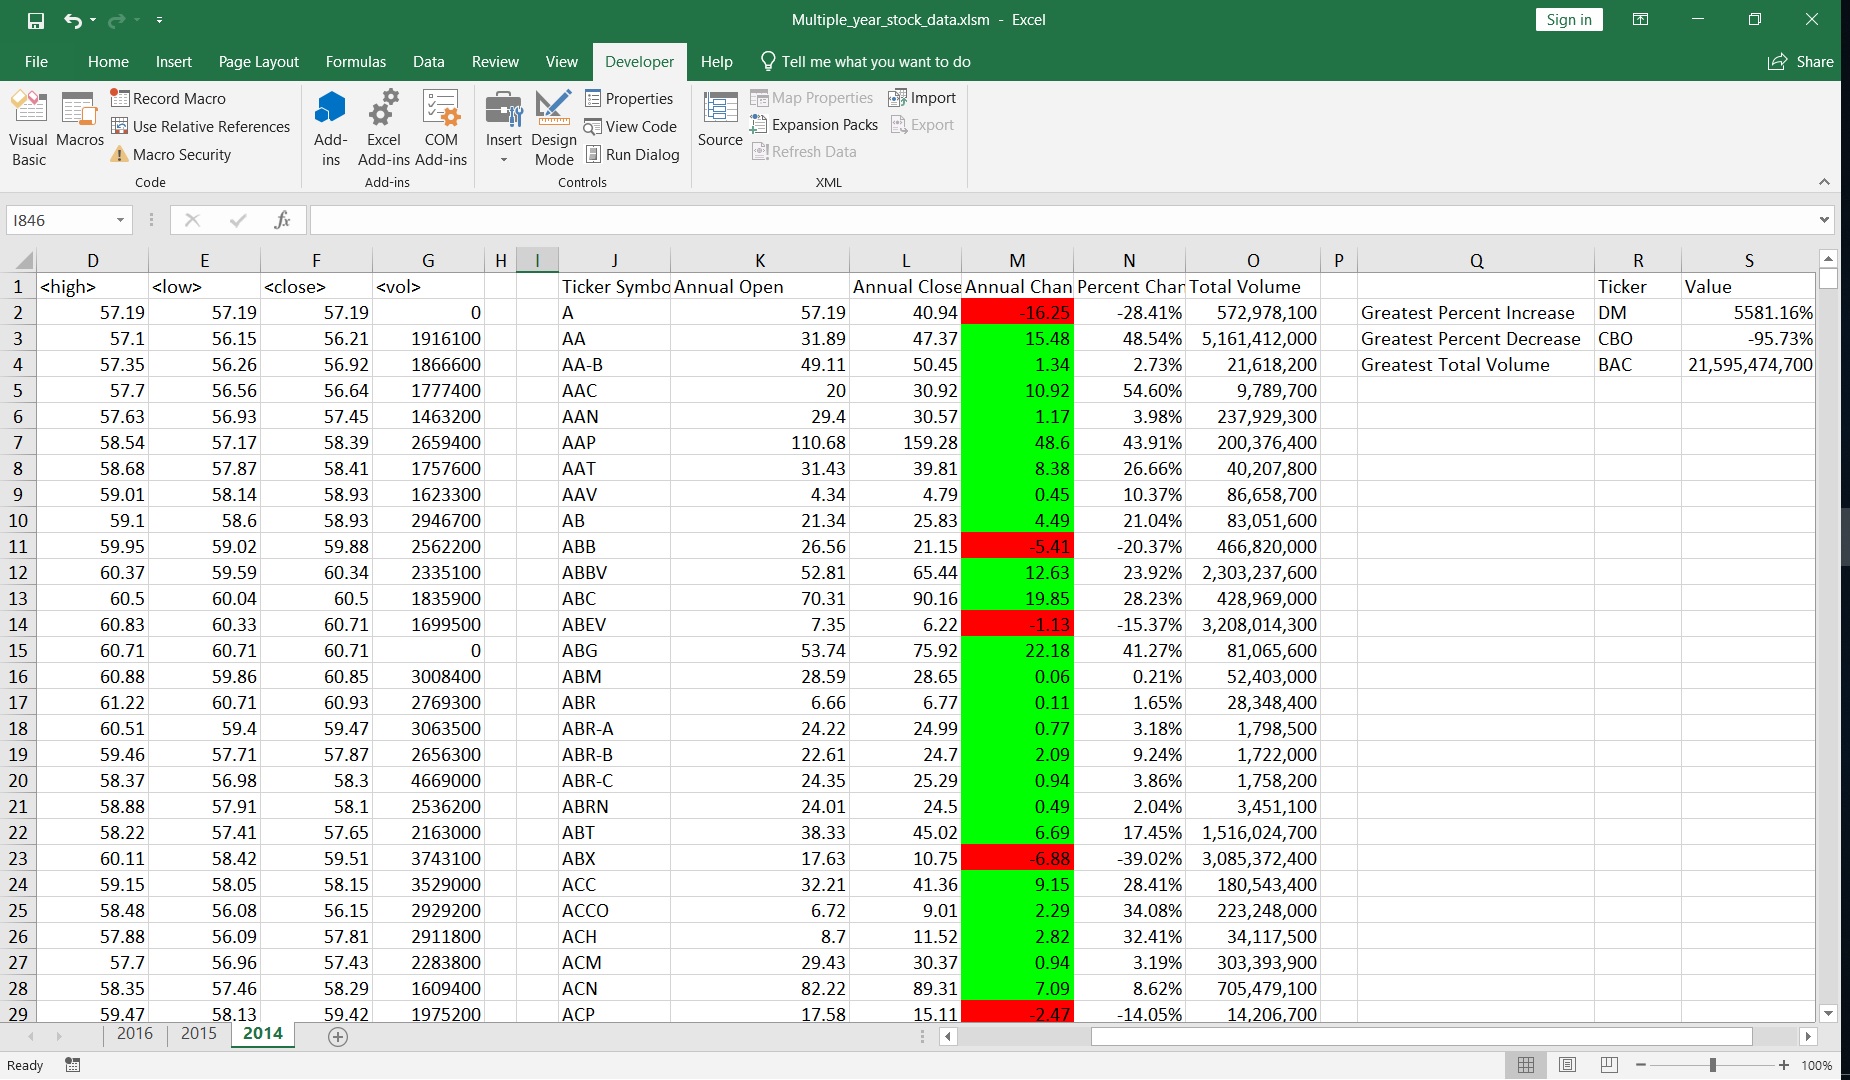 Multiple_year_stock_data.xlsm - Excel
Sign in
File Home Insert Page Layout Formulas Data Review View Developer Help Tell me what you want to do Share
Visual Basic
Macros
Record Macro
Use Relative References
Macro Security
Code
Add-ins
Excel Add-ins
COM Add-ins
Add-ins
Insert
Design Mode
Properties
View Code
Run Dialog
Controls
Source
Map Properties
Expansion Packs
Refresh Data
Import
Export
XML
I846 fx
D E F G H I J K L M N O P Q R S
1 <high> <low> <close> <vol> Ticker Symbo Annual Open Annual Close Annual Chan Percent Chan Total Volume Ticker Value
2 57.19 57.19 57.19 0 A 57.19 40.94 -16.25 -28.41% 572,978,100 Greatest Percent Increase DM 5581.16%
3 57.1 56.15 56.21 1916100 AA 31.89 47.37 15.48 48.54% 5,161,412,000 Greatest Percent Decrease CBO -95.73%
4 57.35 56.26 56.92 1866600 AA-B 49.11 50.45 1.34 2.73% 21,618,200 Greatest Total Volume BAC 21,595,474,700
5 57.7 56.56 56.64 1777400 AAC 20 30.92 10.92 54.60% 9,789,700
6 57.63 56.93 57.45 1463200 AAN 29.4 30.57 1.17 3.98% 237,929,300
7 58.54 57.17 58.39 2659400 AAP 110.68 159.28 48.6 43.91% 200,376,400
8 58.68 57.87 58.41 1757600 AAT 31.43 39.81 8.38 26.66% 40,207,800
9 59.01 58.14 58.93 1623300 AAV 4.34 4.79 0.45 10.37% 86,658,700
10 59.1 58.6 58.93 2946700 AB 21.34 25.83 4.49 21.04% 83,051,600
11 59.95 59.02 59.88 2562200 ABB 26.56 21.15 -5.41 -20.37% 466,820,000
12 60.37 59.59 60.34 2335100 ABBV 52.81 65.44 12.63 23.92% 2,303,237,600
13 60.5 60.04 60.5 1835900 ABC 70.31 90.16 19.85 28.23% 428,969,000
14 60.83 60.33 60.71 1699500 ABEV 7.35 6.22 -1.13 -15.37% 3,208,014,300
15 60.71 60.71 60.71 0 ABG 53.74 75.92 22.18 41.27% 81,065,600
16 60.88 59.86 60.85 3008400 ABM 28.59 28.65 0.06 0.21% 52,403,000
17 61.22 60.71 60.93 2769300 ABR 6.66 6.77 0.11 1.65% 28,348,400
18 60.51 59.4 59.47 3063500 ABR-A 24.22 24.99 0.77 3.18% 1,798,500
19 59.46 57.71 57.87 2656300 ABR-B 22.61 24.7 2.09 9.24% 1,722,000
20 58.37 56.98 58.3 4669000 ABR-C 24.35 25.29 0.94 3.86% 1,758,200
21 58.88 57.91 58.1 2536200 ABRN 24.01 24.5 0.49 2.04% 3,451,100
22 58.22 57.41 57.65 2163000 ABT 38.33 45.02 6.69 17.45% 1,516,024,700
23 60.11 58.42 59.51 3743100 ABX 17.63 10.75 -6.88 -39.02% 3,085,372,400
24 59.15 58.05 58.15 3529000 ACC 32.21 41.36 9.15 28.41% 180,543,400
25 58.48 56.08 56.15 2929200 ACCO 6.72 9.01 2.29 34.08% 223,248,000
26 57.88 56.09 57.81 2911800 ACH 8.7 11.52 2.82 32.41% 34,117,500
27 57.7 56.96 57.43 2283800 ACM 29.43 30.37 0.94 3.19% 303,393,900
28 58.35 57.46 58.29 1609400 ACN 82.22 89.31 7.09 8.62% 705,479,100
29 59.47 58.13 59.42 1975200 ACP 17.58 15.11 -2.47 -14.05% 14,206,700
2016 2015 2014
Ready 100%